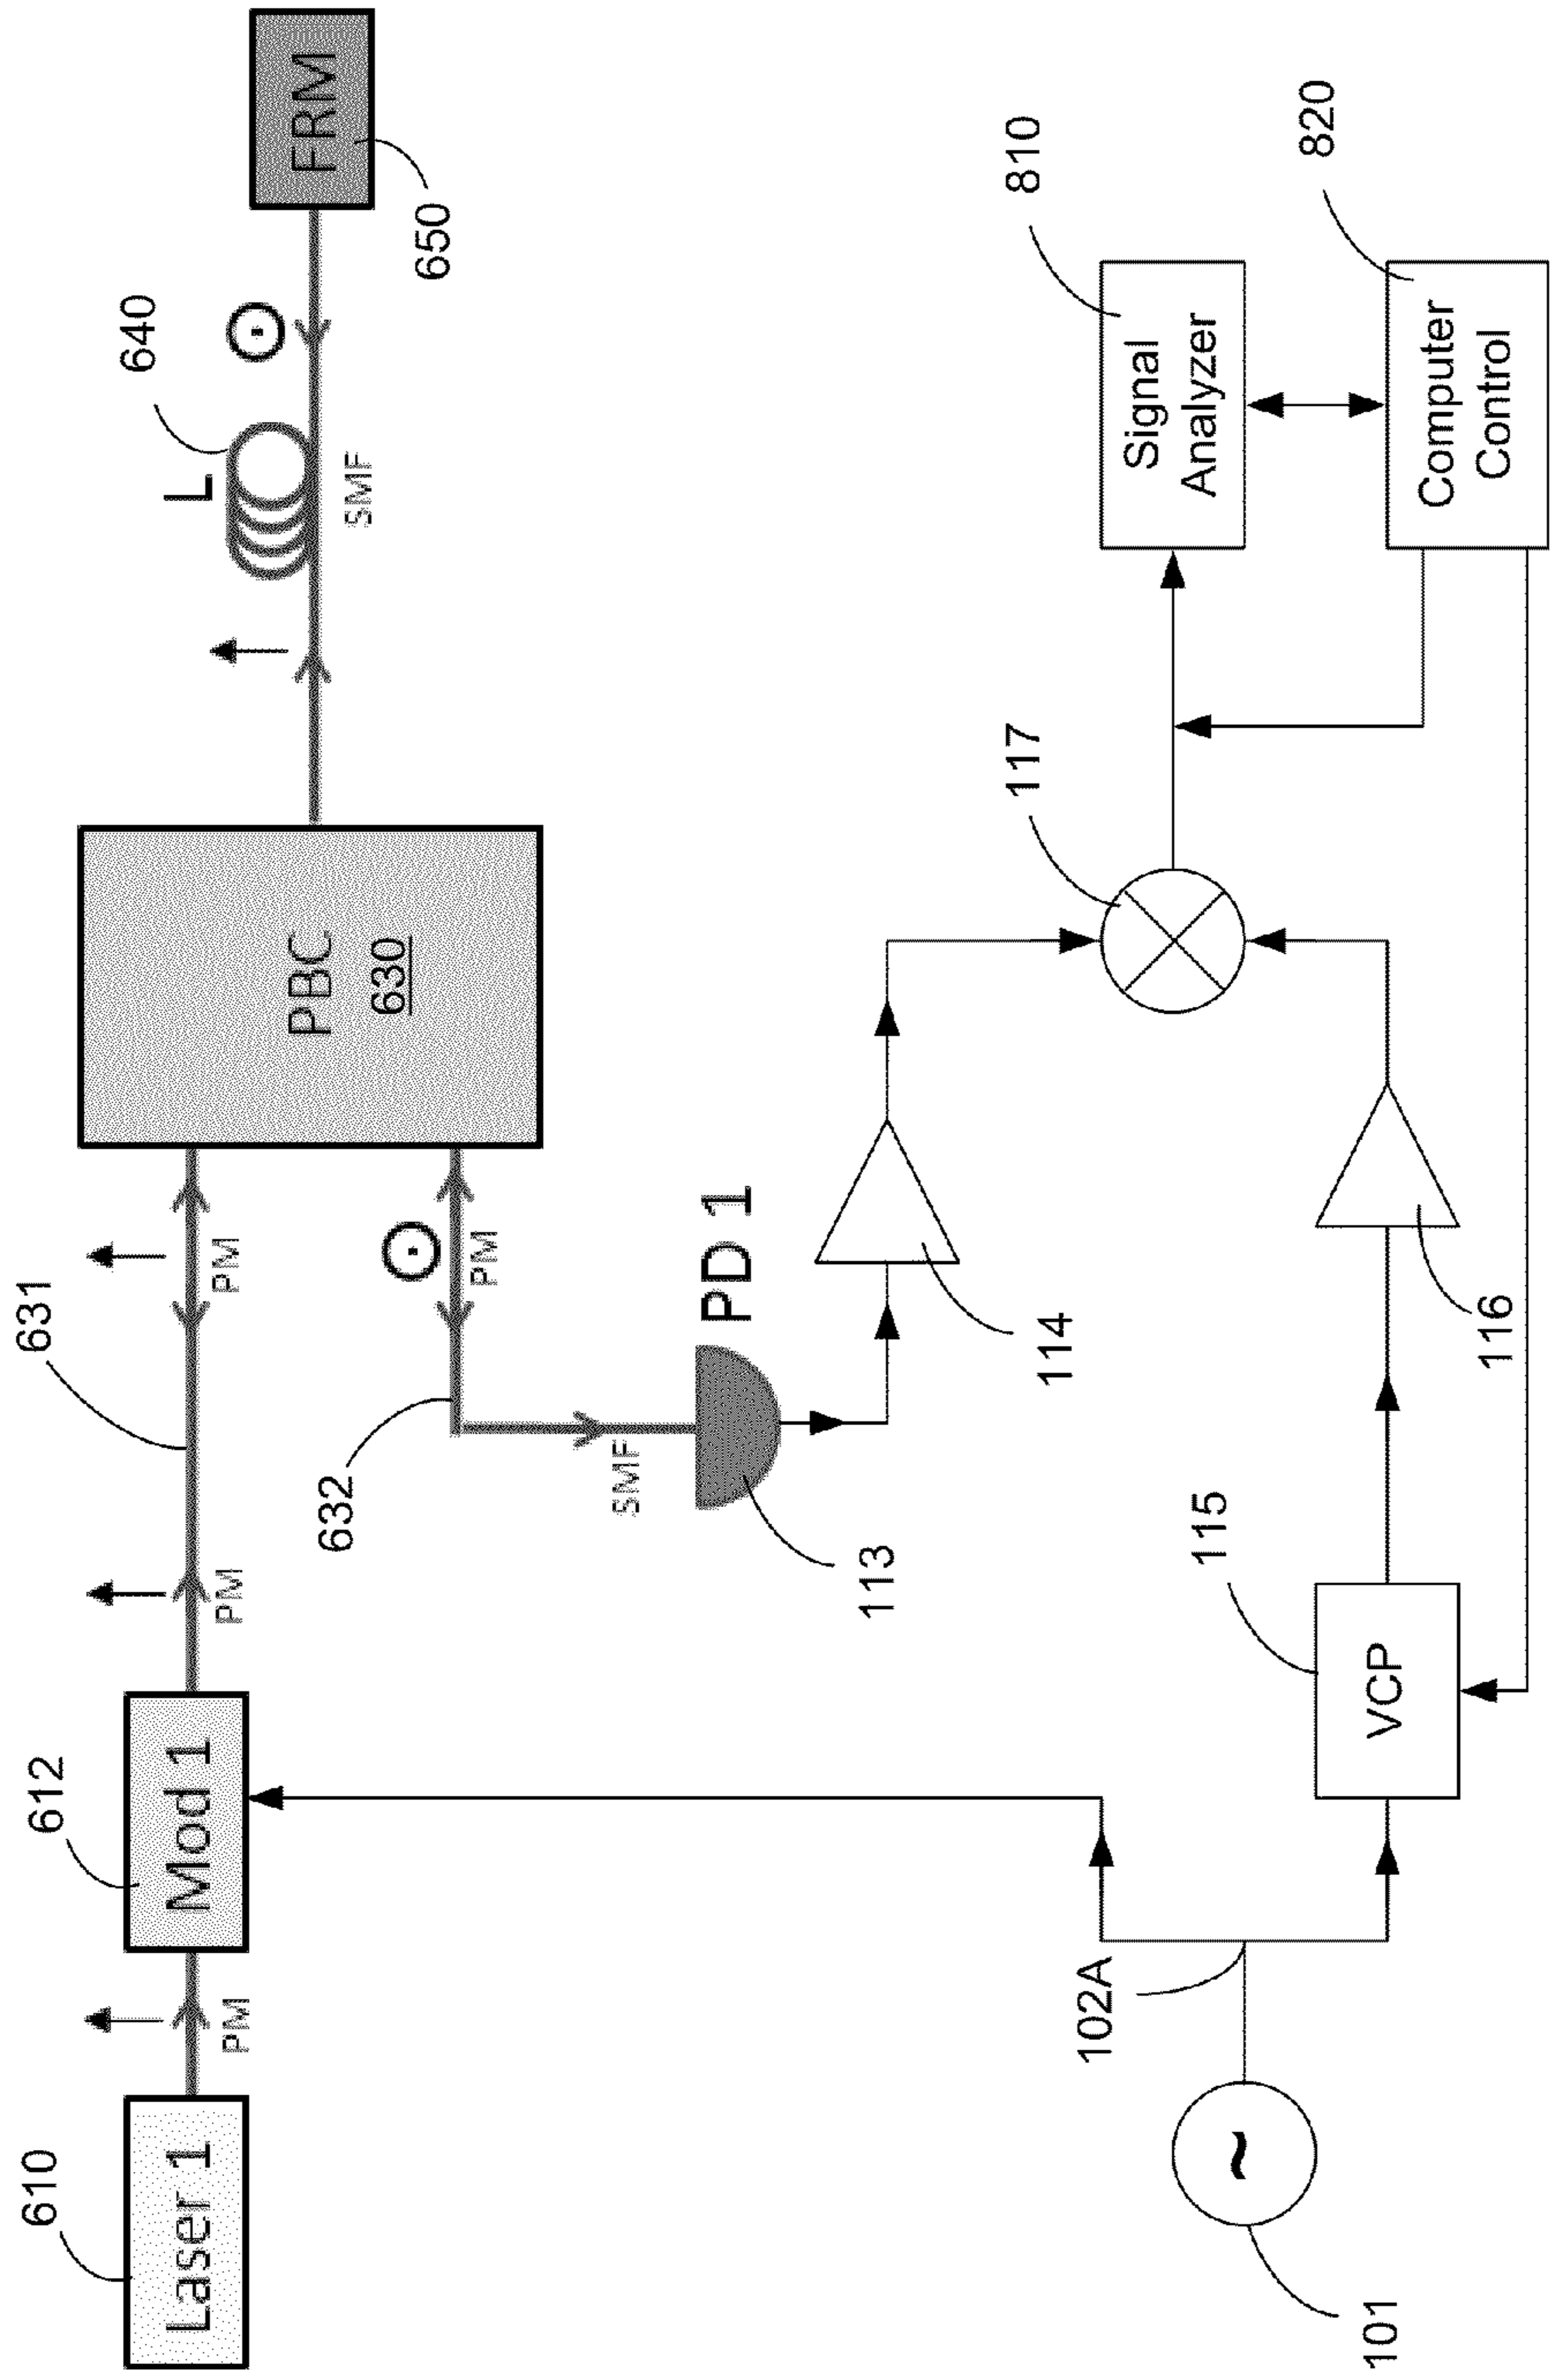 610
Laser 1
PM
612
Mod 1
PM
631
PM
PBC
630
632
PM
SMF
L
640
SMF
FRM
650
PD 1
113
114
101
~
102A
115
VCP
116
117
810
Signal
Analyzer
820
Computer
Control